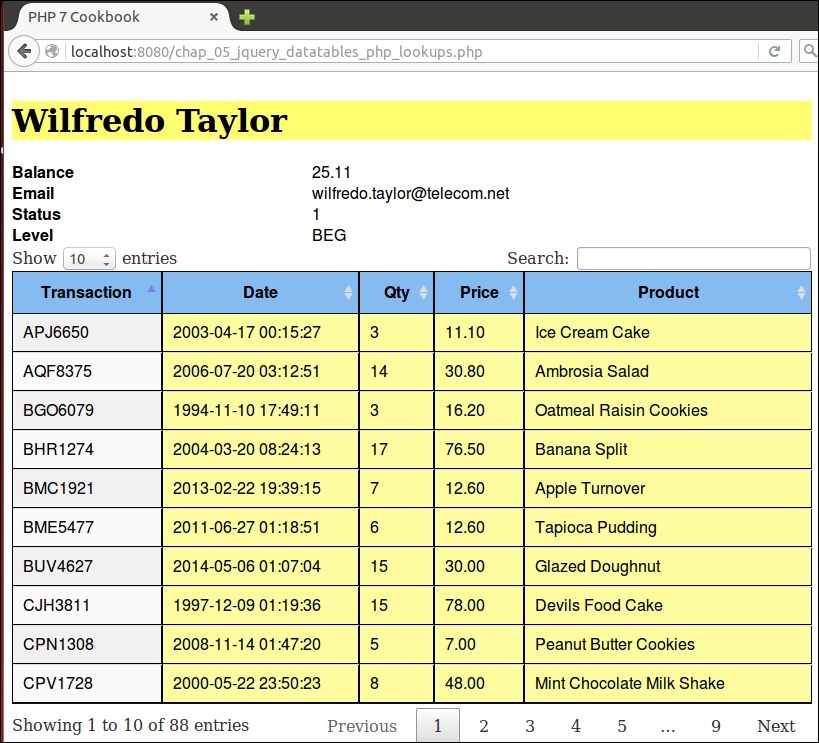 PHP 7 Cookbook
localhost:8080/chap_05_jquery_datatables_php_lookups.php
Wilfredo Taylor
Balance 25.11
Email wilfredo.taylor@telecom.net
Status 1
Level BEG
Show 10 entries Search:
Transaction Date Qty Price Product
APJ6650 2003-04-17 00:15:27 3 11.10 Ice Cream Cake
AQF8375 2006-07-20 03:12:51 14 30.80 Ambrosia Salad
BGO6079 1994-11-10 17:49:11 3 16.20 Oatmeal Raisin Cookies
BHR1274 2004-03-20 08:24:13 17 76.50 Banana Split
BMC1921 2013-02-22 19:39:15 7 12.60 Apple Turnover
BME5477 2011-06-27 01:18:51 6 12.60 Tapioca Pudding
BUV4627 2014-05-06 01:07:04 15 30.00 Glazed Doughnut
CJH3811 1997-12-09 01:19:36 15 78.00 Devils Food Cake
CPN1308 2008-11-14 01:47:20 5 7.00 Peanut Butter Cookies
CPV1728 2000-05-22 23:50:23 8 48.00 Mint Chocolate Milk Shake
Showing 1 to 10 of 88 entries Previous 1 2 3 4 5 ... 9 Next